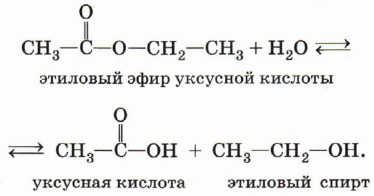 O
CH₃—C—O—CH₂—CH₃ + H₂O ⇄
этиловый эфир уксусной кислоты
O
⇄ CH₃—C—OH + CH₃—CH₂—OH.
уксусная кислота этиловый спирт